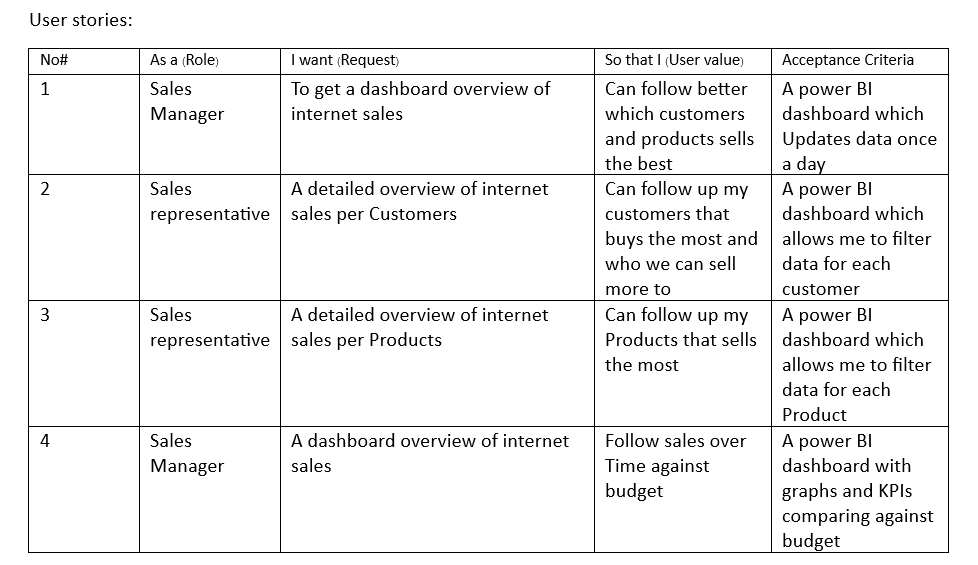 User stories:
No# As a (Role) I want (Request) So that I (User value) Acceptance Criteria
1 Sales Manager To get a dashboard overview of internet sales Can follow better which customers and products sells the best A power BI dashboard which Updates data once a day
2 Sales representative A detailed overview of internet sales per Customers Can follow up my customers that buys the most and who we can sell more to A power BI dashboard which allows me to filter data for each customer
3 Sales representative A detailed overview of internet sales per Products Can follow up my Products that sells the most A power BI dashboard which allows me to filter data for each Product
4 Sales Manager A dashboard overview of internet sales Follow sales over Time against budget A power BI dashboard with graphs and KPIs comparing against budget